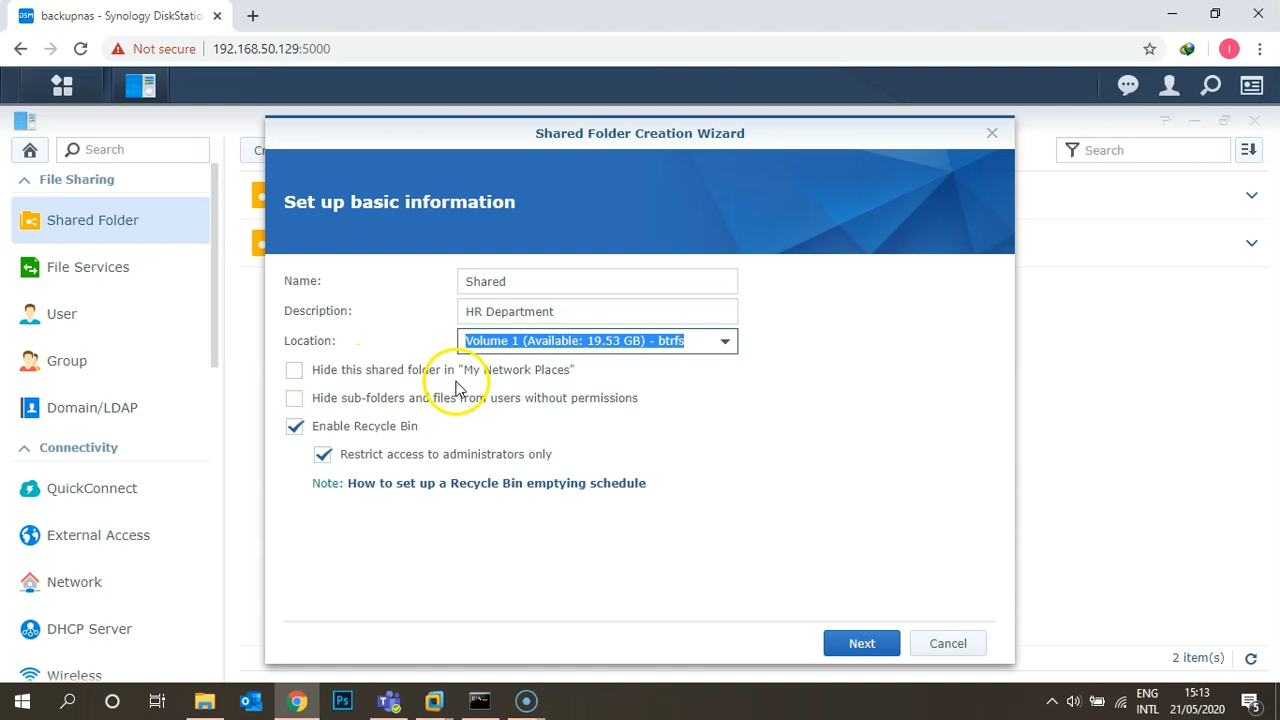 backupnas - Synology DiskStatio
Not secure
192.168.50.129:5000
I
Search
Search
File Sharing
Shared Folder
File Services
User
Group
Domain/LDAP
Connectivity
QuickConnect
External Access
Network
DHCP Server
Wireless
Cr
Shared Folder Creation Wizard
Set up basic information
Name:
Shared
Description:
HR Department
Location:
Volume 1 (Available: 19.53 GB) - btrfs
Hide this shared folder in "My Network Places"
Hide sub-folders and files from users without permissions
Enable Recycle Bin
Restrict access to administrators only
Note: How to set up a Recycle Bin emptying schedule
Next
Cancel
2 item(s)
Ps
ENG
INTL
15:13
21/05/2020
5